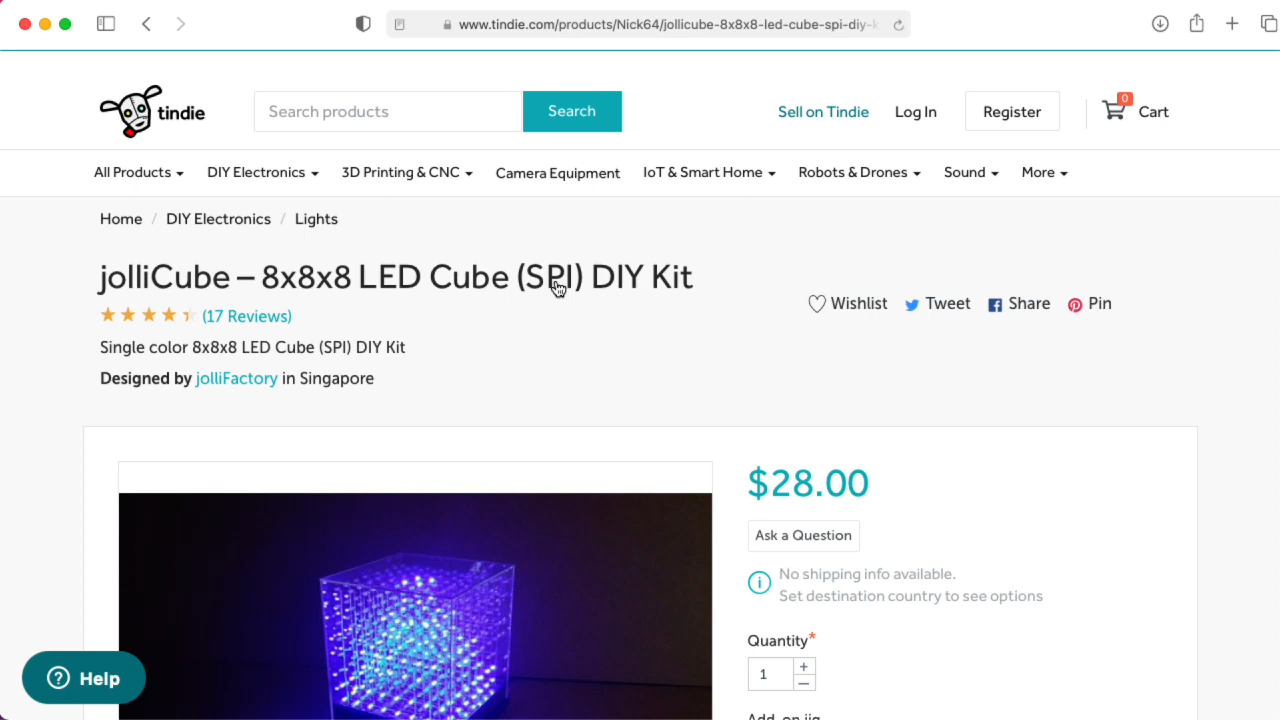 www.tindie.com/products/Nick64/jollicube-8x8x8-led-cube-spi-diy-k
tindie
Search products
Search
Sell on Tindie
Log In
Register
0
Cart
All Products
DIY Electronics
3D Printing & CNC
Camera Equipment
IoT & Smart Home
Robots & Drones
Sound
More
Home / DIY Electronics / Lights
jolliCube – 8x8x8 LED Cube (SPI) DIY Kit
(17 Reviews)
Wishlist
Tweet
Share
Pin
Single color 8x8x8 LED Cube (SPI) DIY Kit
Designed by jolliFactory in Singapore
$28.00
Ask a Question
No shipping info available.
Set destination country to see options
Quantity*
1
+
–
Help
Add-on jig